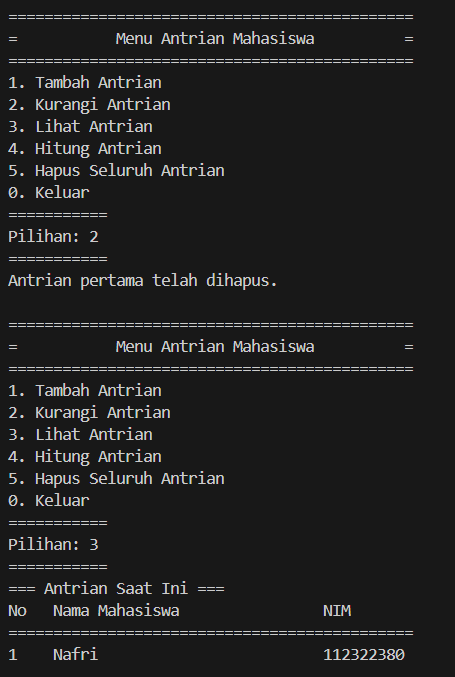 =============================================
=           Menu Antrian Mahasiswa          =
=============================================
1. Tambah Antrian
2. Kurangi Antrian
3. Lihat Antrian
4. Hitung Antrian
5. Hapus Seluruh Antrian
0. Keluar
===========
Pilihan: 2
===========
Antrian pertama telah dihapus.

=============================================
=           Menu Antrian Mahasiswa          =
=============================================
1. Tambah Antrian
2. Kurangi Antrian
3. Lihat Antrian
4. Hitung Antrian
5. Hapus Seluruh Antrian
0. Keluar
===========
Pilihan: 3
===========
=== Antrian Saat Ini ===
No   Nama Mahasiswa                NIM
=============================================
1    Nafri                         112322380